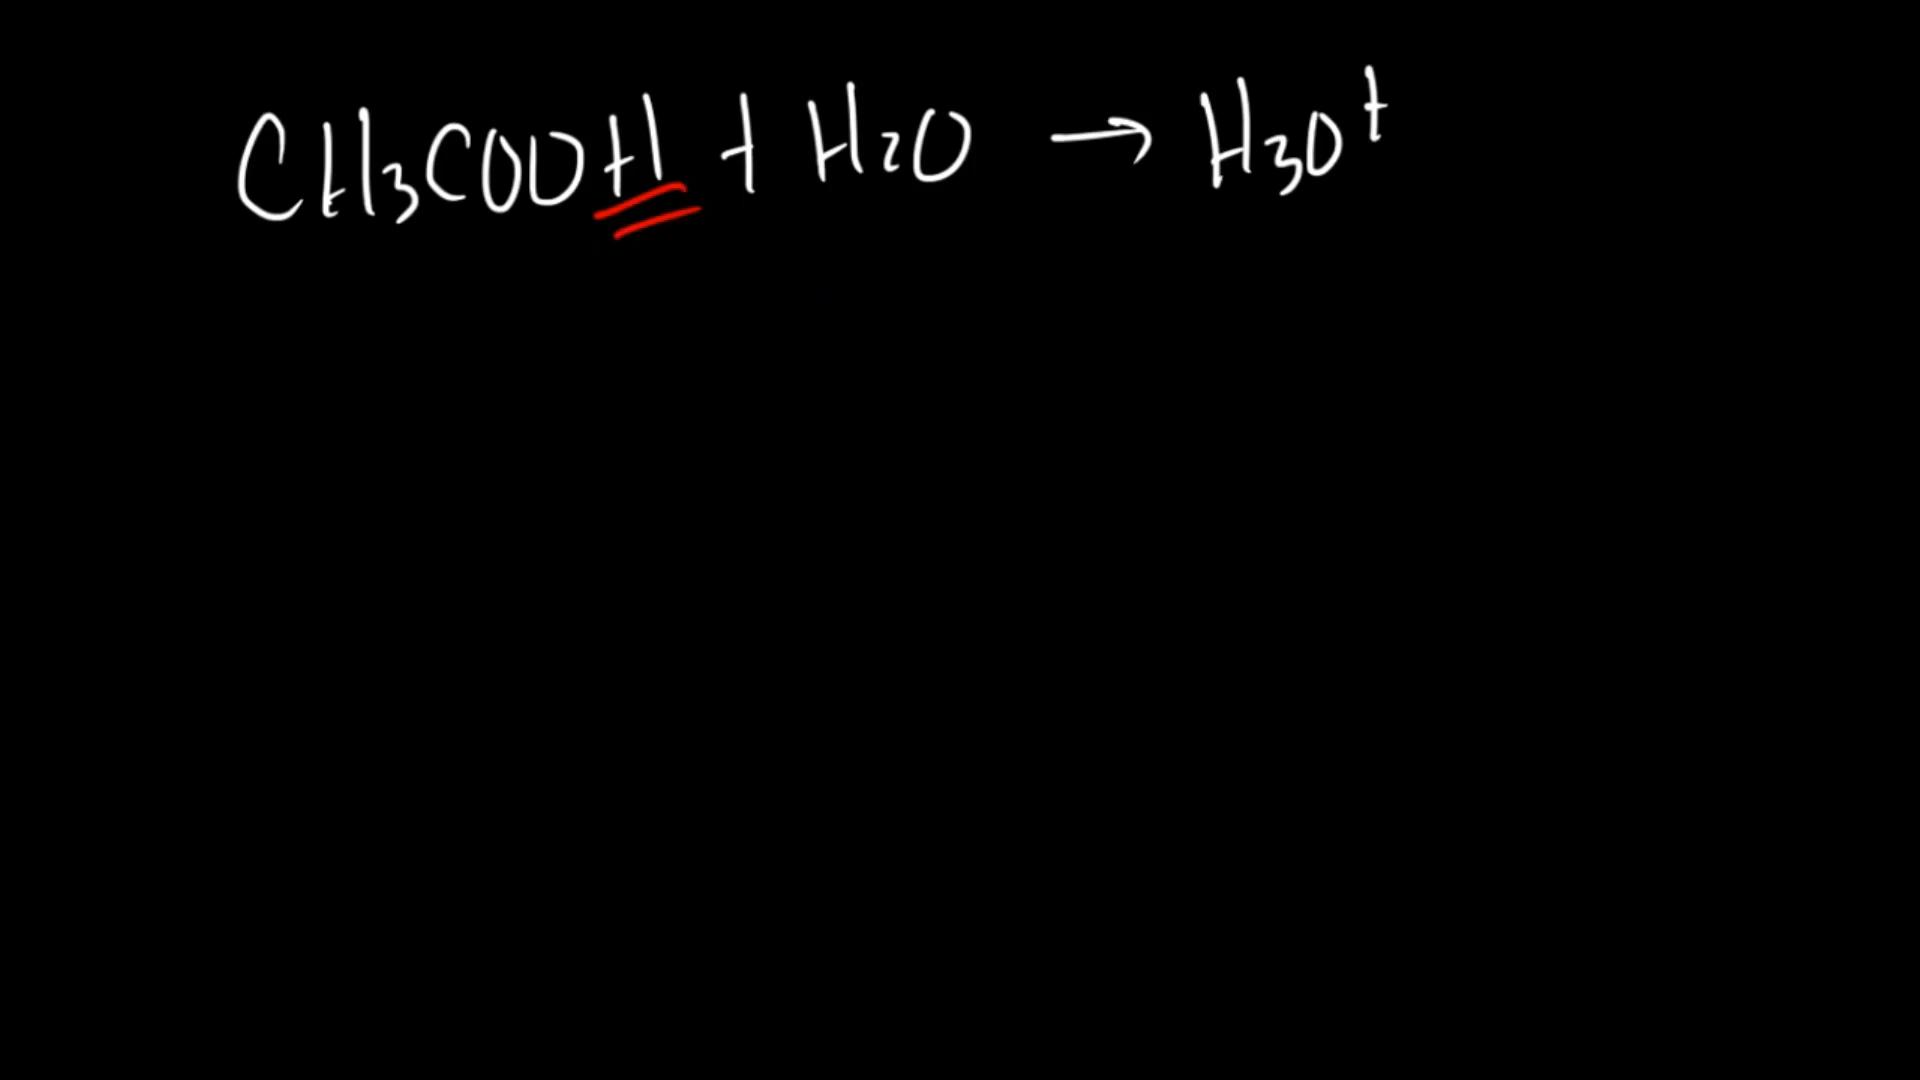 CH₃COOH + H₂O → H₃O⁺